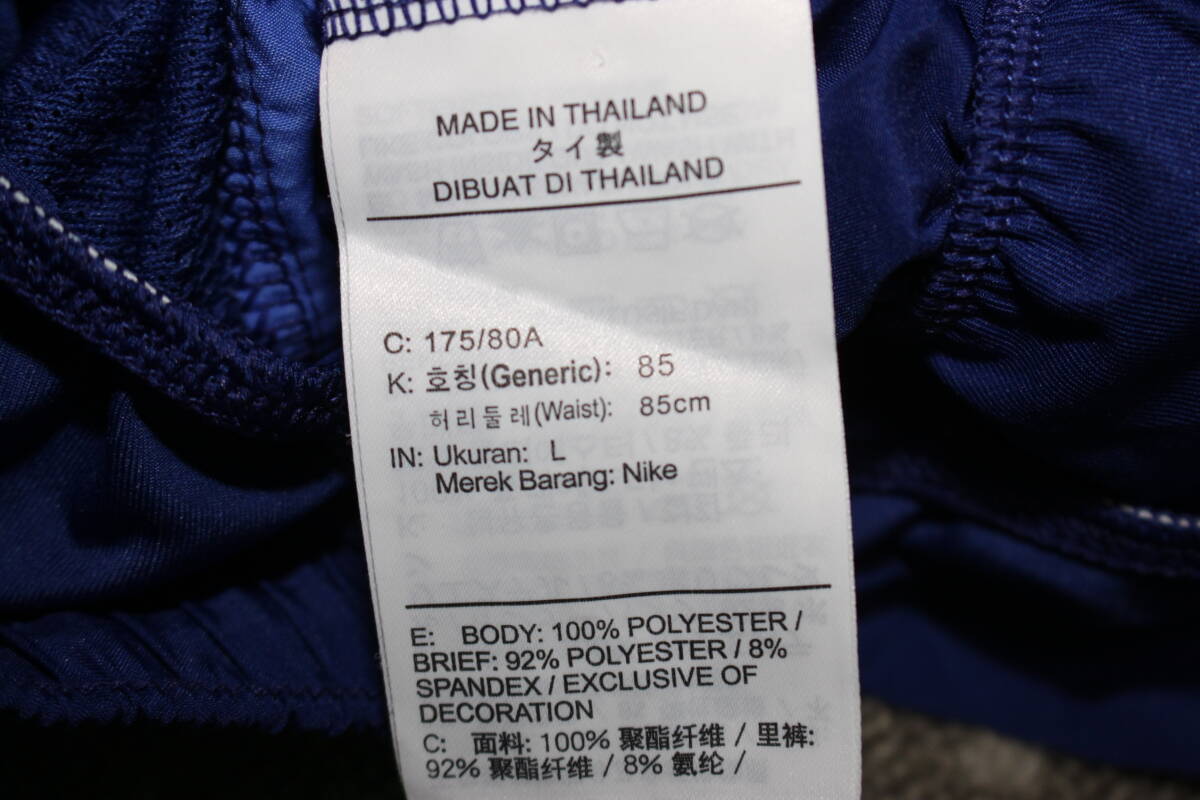 MADE IN THAILAND
タイ製
DIBUAT DI THAILAND
C: 175/80A
K: 호칭(Generic): 85
허리둘레(Waist): 85cm
IN: Ukuran: L
Merek Barang: Nike
E: BODY: 100% POLYESTER /
BRIEF: 92% POLYESTER / 8%
SPANDEX / EXCLUSIVE OF
DECORATION
C: 面料: 100% 聚酯纤维 / 里裤:
92% 聚酯纤维 / 8% 氨纶 /